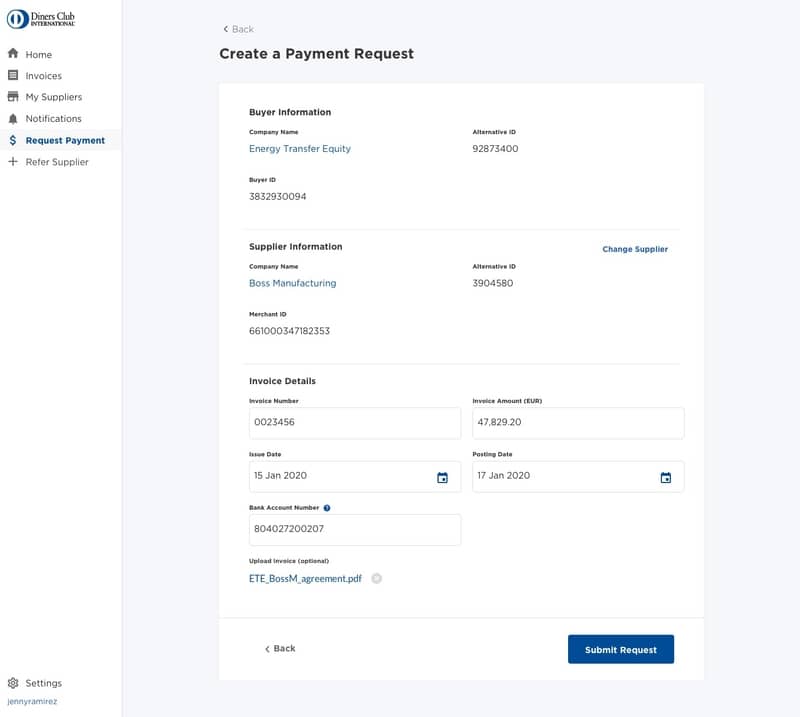 Diners Club
INTERNATIONAL
Home
Invoices
My Suppliers
Notifications
Request Payment
Refer Supplier
Settings
jennyramirez
Back
Create a Payment Request
Buyer Information
Company Name
Alternative ID
Energy Transfer Equity
92873400
Buyer ID
3832930094
Supplier Information
Change Supplier
Company Name
Alternative ID
Boss Manufacturing
3904580
Merchant ID
661000347182353
Invoice Details
Invoice Number
Invoice Amount (EUR)
0023456
47,829.20
Issue Date
Posting Date
15 Jan 2020
17 Jan 2020
Bank Account Number ?
804027200207
Upload Invoice (optional)
ETE_BossM_agreement.pdf
Back
Submit Request